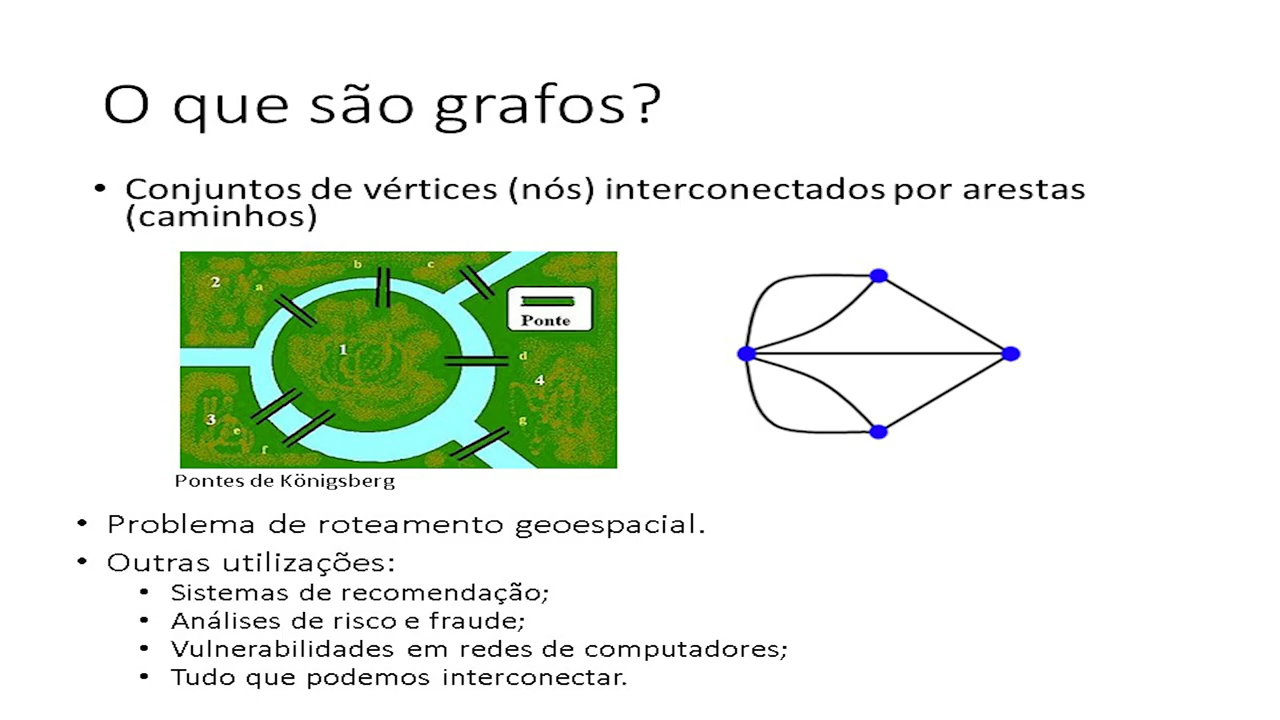 O que são grafos?
• Conjuntos de vértices (nós) interconectados por arestas
(caminhos)
b
c
2
a
Ponte
1
d
4
3
e
g
f
Pontes de Königsberg
• Problema de roteamento geoespacial.
• Outras utilizações:
• Sistemas de recomendação;
• Análises de risco e fraude;
• Vulnerabilidades em redes de computadores;
• Tudo que podemos interconectar.